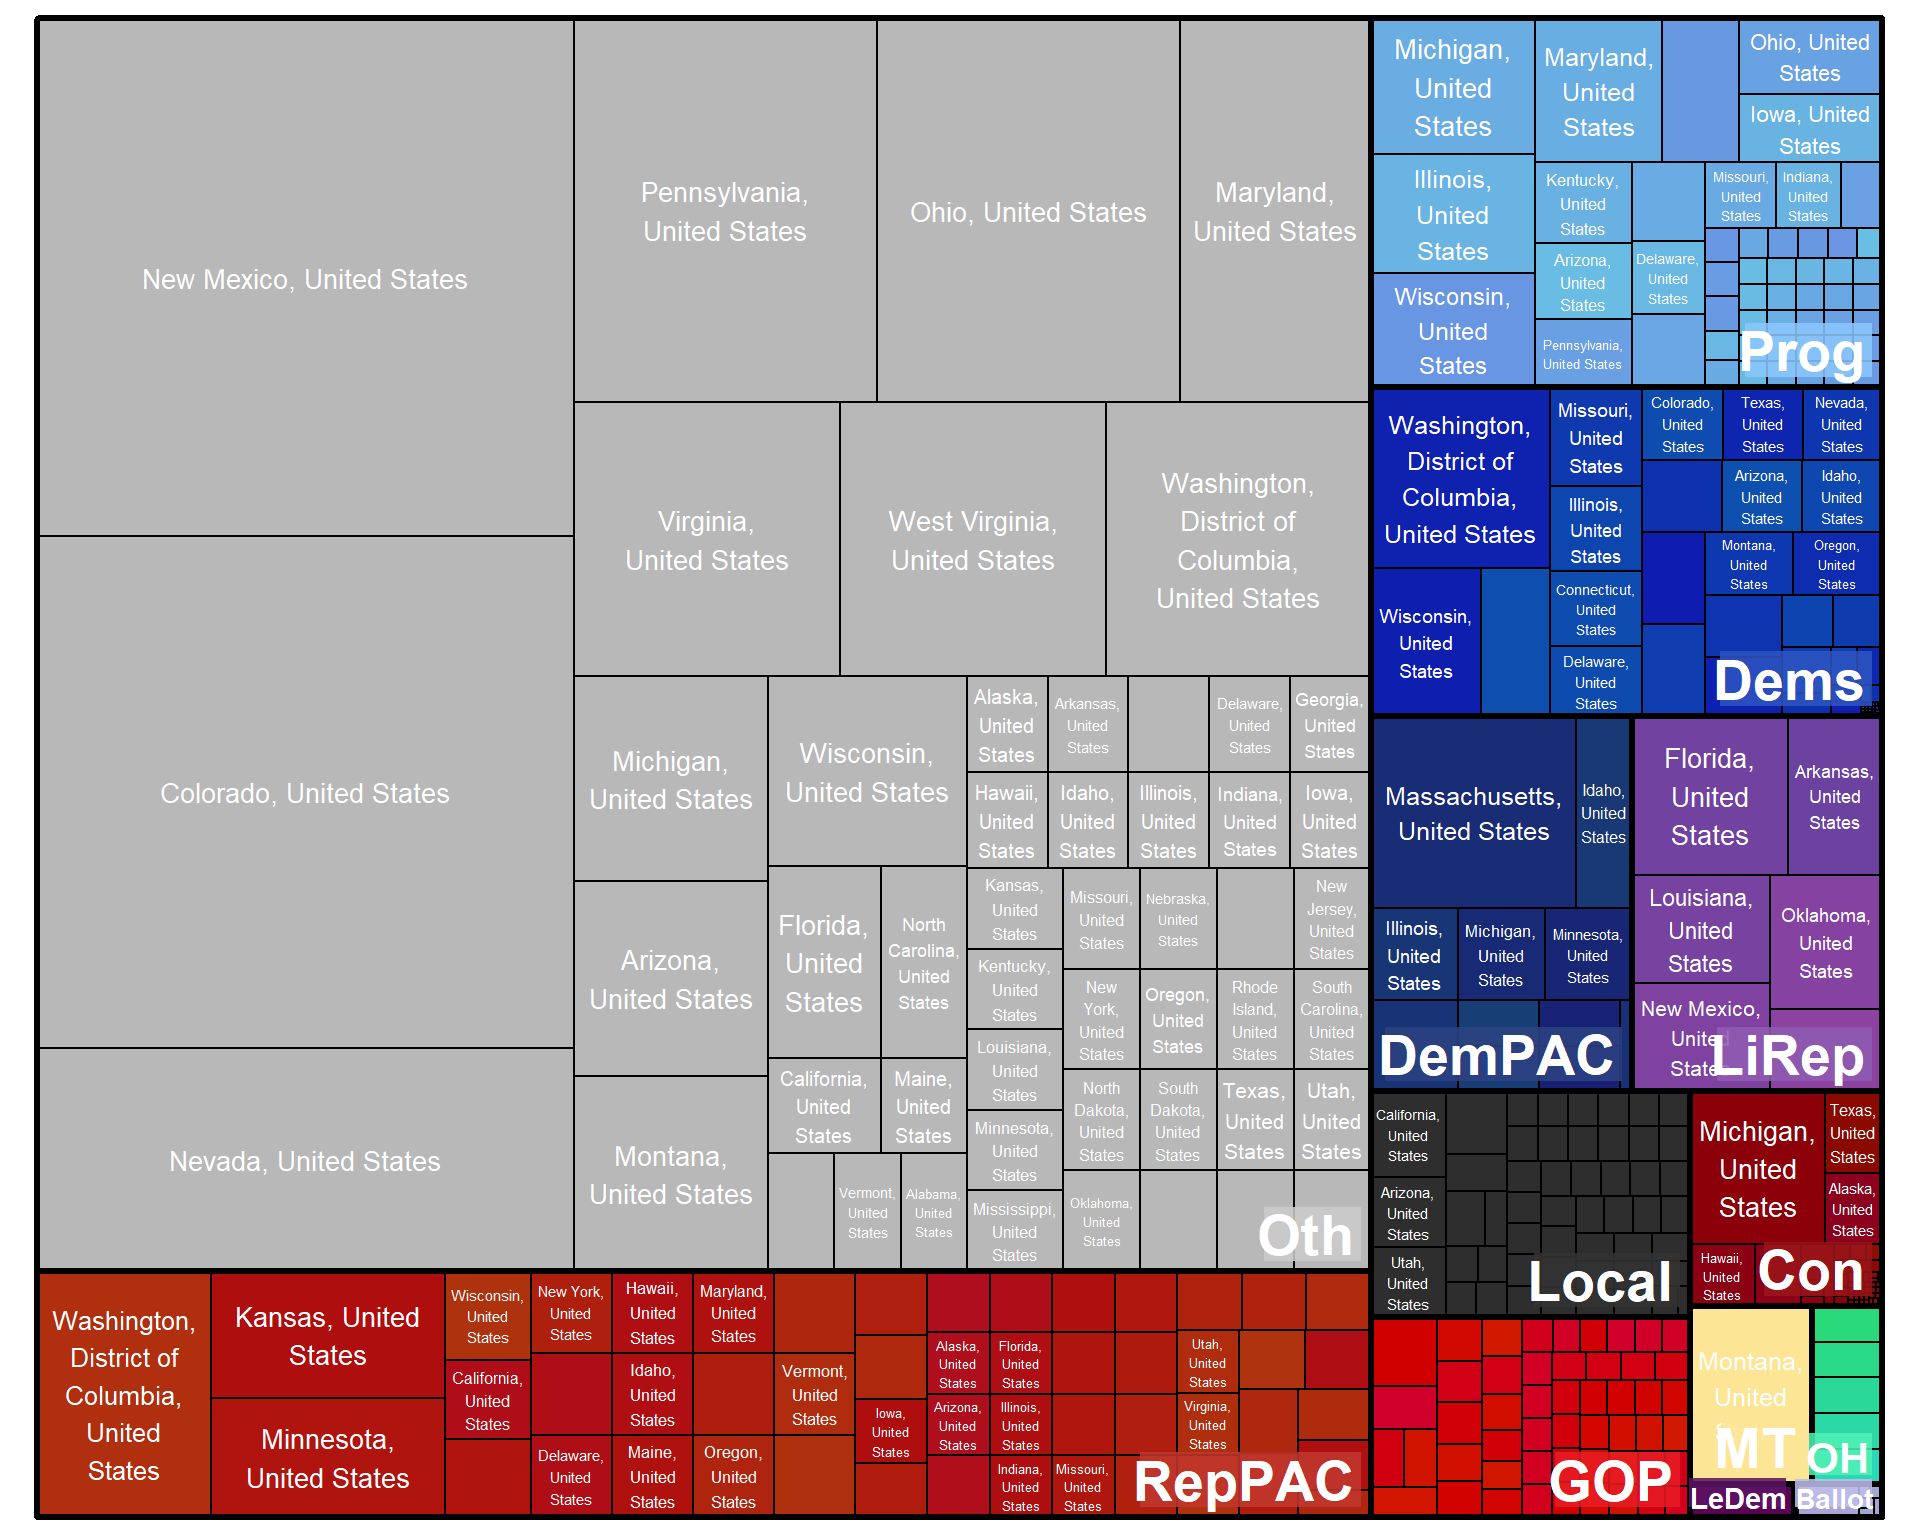 New Mexico, United States
Colorado, United States
Nevada, United States
Pennsylvania,
United States
Ohio, United States
Maryland,
United States
Virginia,
United States
West Virginia,
United States
Washington,
District of
Columbia,
United States
Michigan,
United States
Arizona,
United States
Montana,
United States
Wisconsin,
United States
Florida,
United
States
North
Carolina,
United
States
California,
United
States
Maine,
United
States
Vermont,
United
States
Alabama,
United
States
Alaska,
United
States
Arkansas,
United
States
Delaware,
United
States
Georgia,
United
States
Hawaii,
United
States
Idaho,
United
States
Illinois,
United
States
Indiana,
United
States
Iowa,
United
States
Kansas,
United
States
Kentucky,
United
States
Louisiana,
United
States
Minnesota,
United
States
Mississippi,
United
States
Missouri,
United
States
Nebraska,
United
States
New
Jersey,
United
States
New
York,
United
States
Oregon,
United
States
Rhode
Island,
United
States
South
Carolina,
United
States
North
Dakota,
United
States
South
Dakota,
United
States
Texas,
United
States
Utah,
United
States
Oklahoma,
United
States
Oth
Washington,
District of
Columbia,
United
States
Kansas, United
States
Minnesota,
United States
Wisconsin,
United
States
California,
United
States
New York,
United
States
Delaware,
United
States
Hawaii,
United
States
Idaho,
United
States
Maine,
United
States
Maryland,
United
States
Oregon,
United
States
Vermont,
United
States
Iowa,
United
States
Alaska,
United
States
Arizona,
United
States
Florida,
United
States
Illinois,
United
States
Indiana,
United
States
Missouri,
United
States
Utah,
United
States
Virginia,
United
States
RepPAC
Michigan,
United
States
Illinois,
United
States
Wisconsin,
United
States
Maryland,
United
States
Ohio, United
States
Iowa, United
States
Kentucky,
United
States
Arizona,
United
States
Pennsylvania,
United States
Delaware,
United
States
Missouri,
United
States
Indiana,
United
States
Prog
Washington,
District of
Columbia,
United States
Wisconsin,
United
States
Missouri,
United
States
Illinois,
United
States
Connecticut,
United
States
Delaware,
United
States
Colorado,
United
States
Texas,
United
States
Nevada,
United
States
Arizona,
United
States
Idaho,
United
States
Montana,
United
States
Oregon,
United
States
Dems
Massachusetts,
United States
Idaho,
United
States
Illinois,
United
States
Michigan,
United
States
Minnesota,
United
States
DemPAC
Florida,
United
States
Arkansas,
United
States
Louisiana,
United
States
Oklahoma,
United
States
New Mexico,
United
States
LiRep
California,
United
States
Arizona,
United
States
Utah,
United
States
Local
Michigan,
United
States
Texas,
United
States
Alaska,
United
States
Hawaii,
United
States
Con
GOP
Montana,
United
MT
OH
LeDem
Ballot